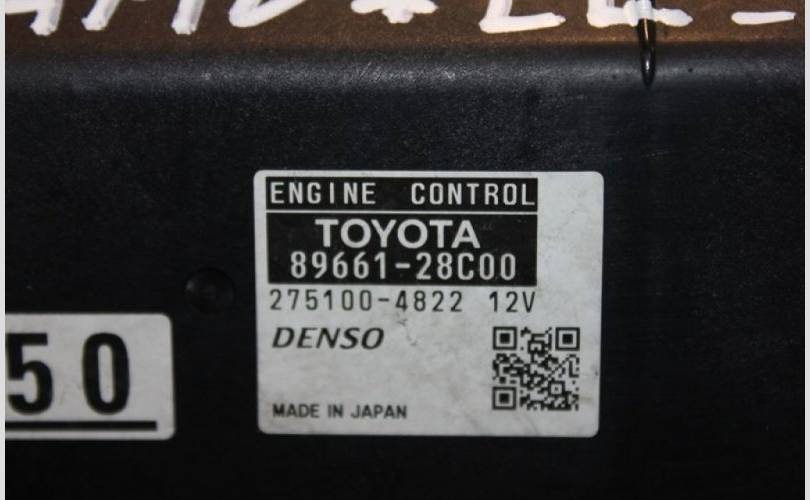 ENGINE CONTROL
TOYOTA
89661-28C00
275100-4822 12V
DENSO
MADE IN JAPAN
50